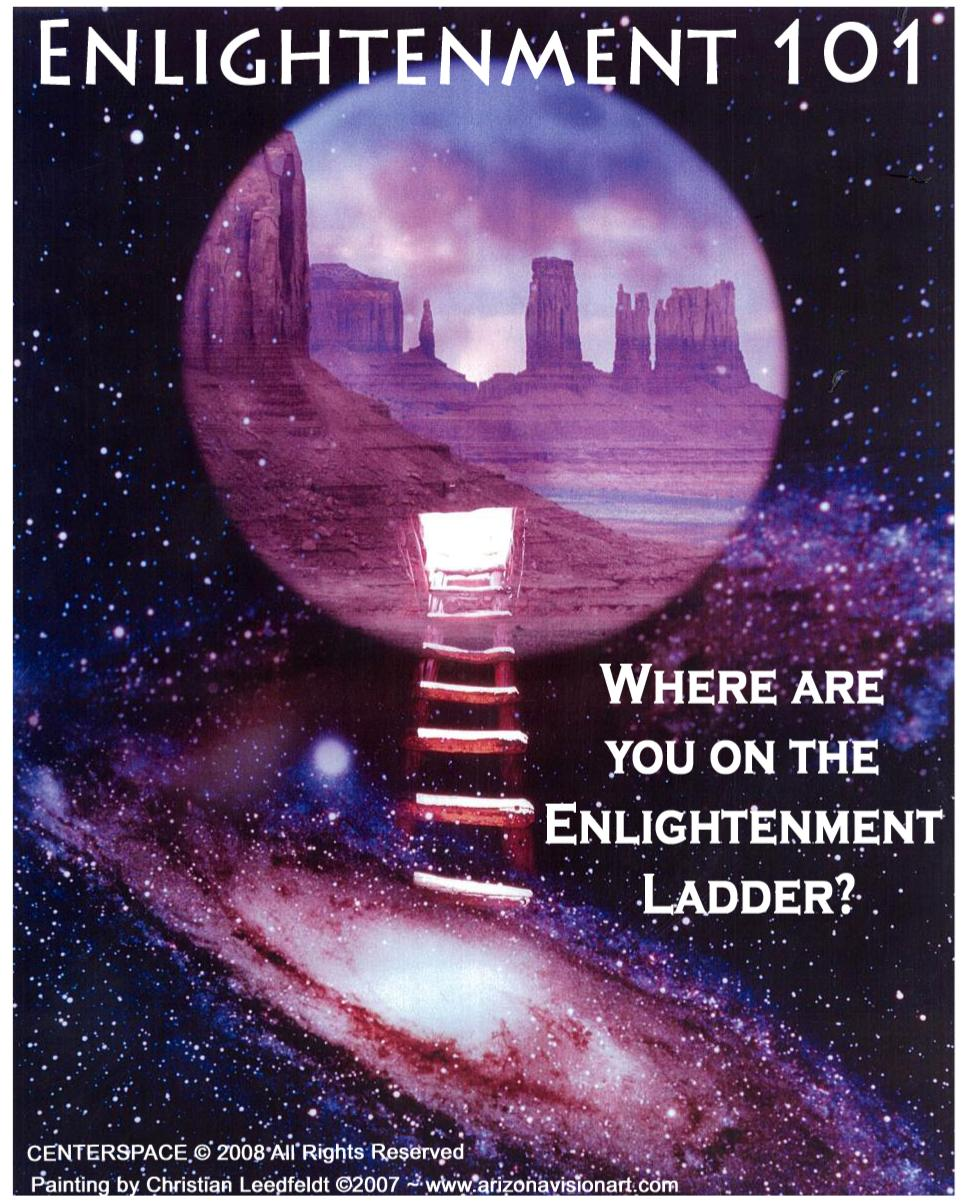 ENLIGHTENMENT 101
WHERE ARE
YOU ON THE
ENLIGHTENMENT
LADDER?
CENTERSPACE © 2008 All Rights Reserved
Painting by Christian Leedfeldt ©2007 ~ www.arizonavisionart.com